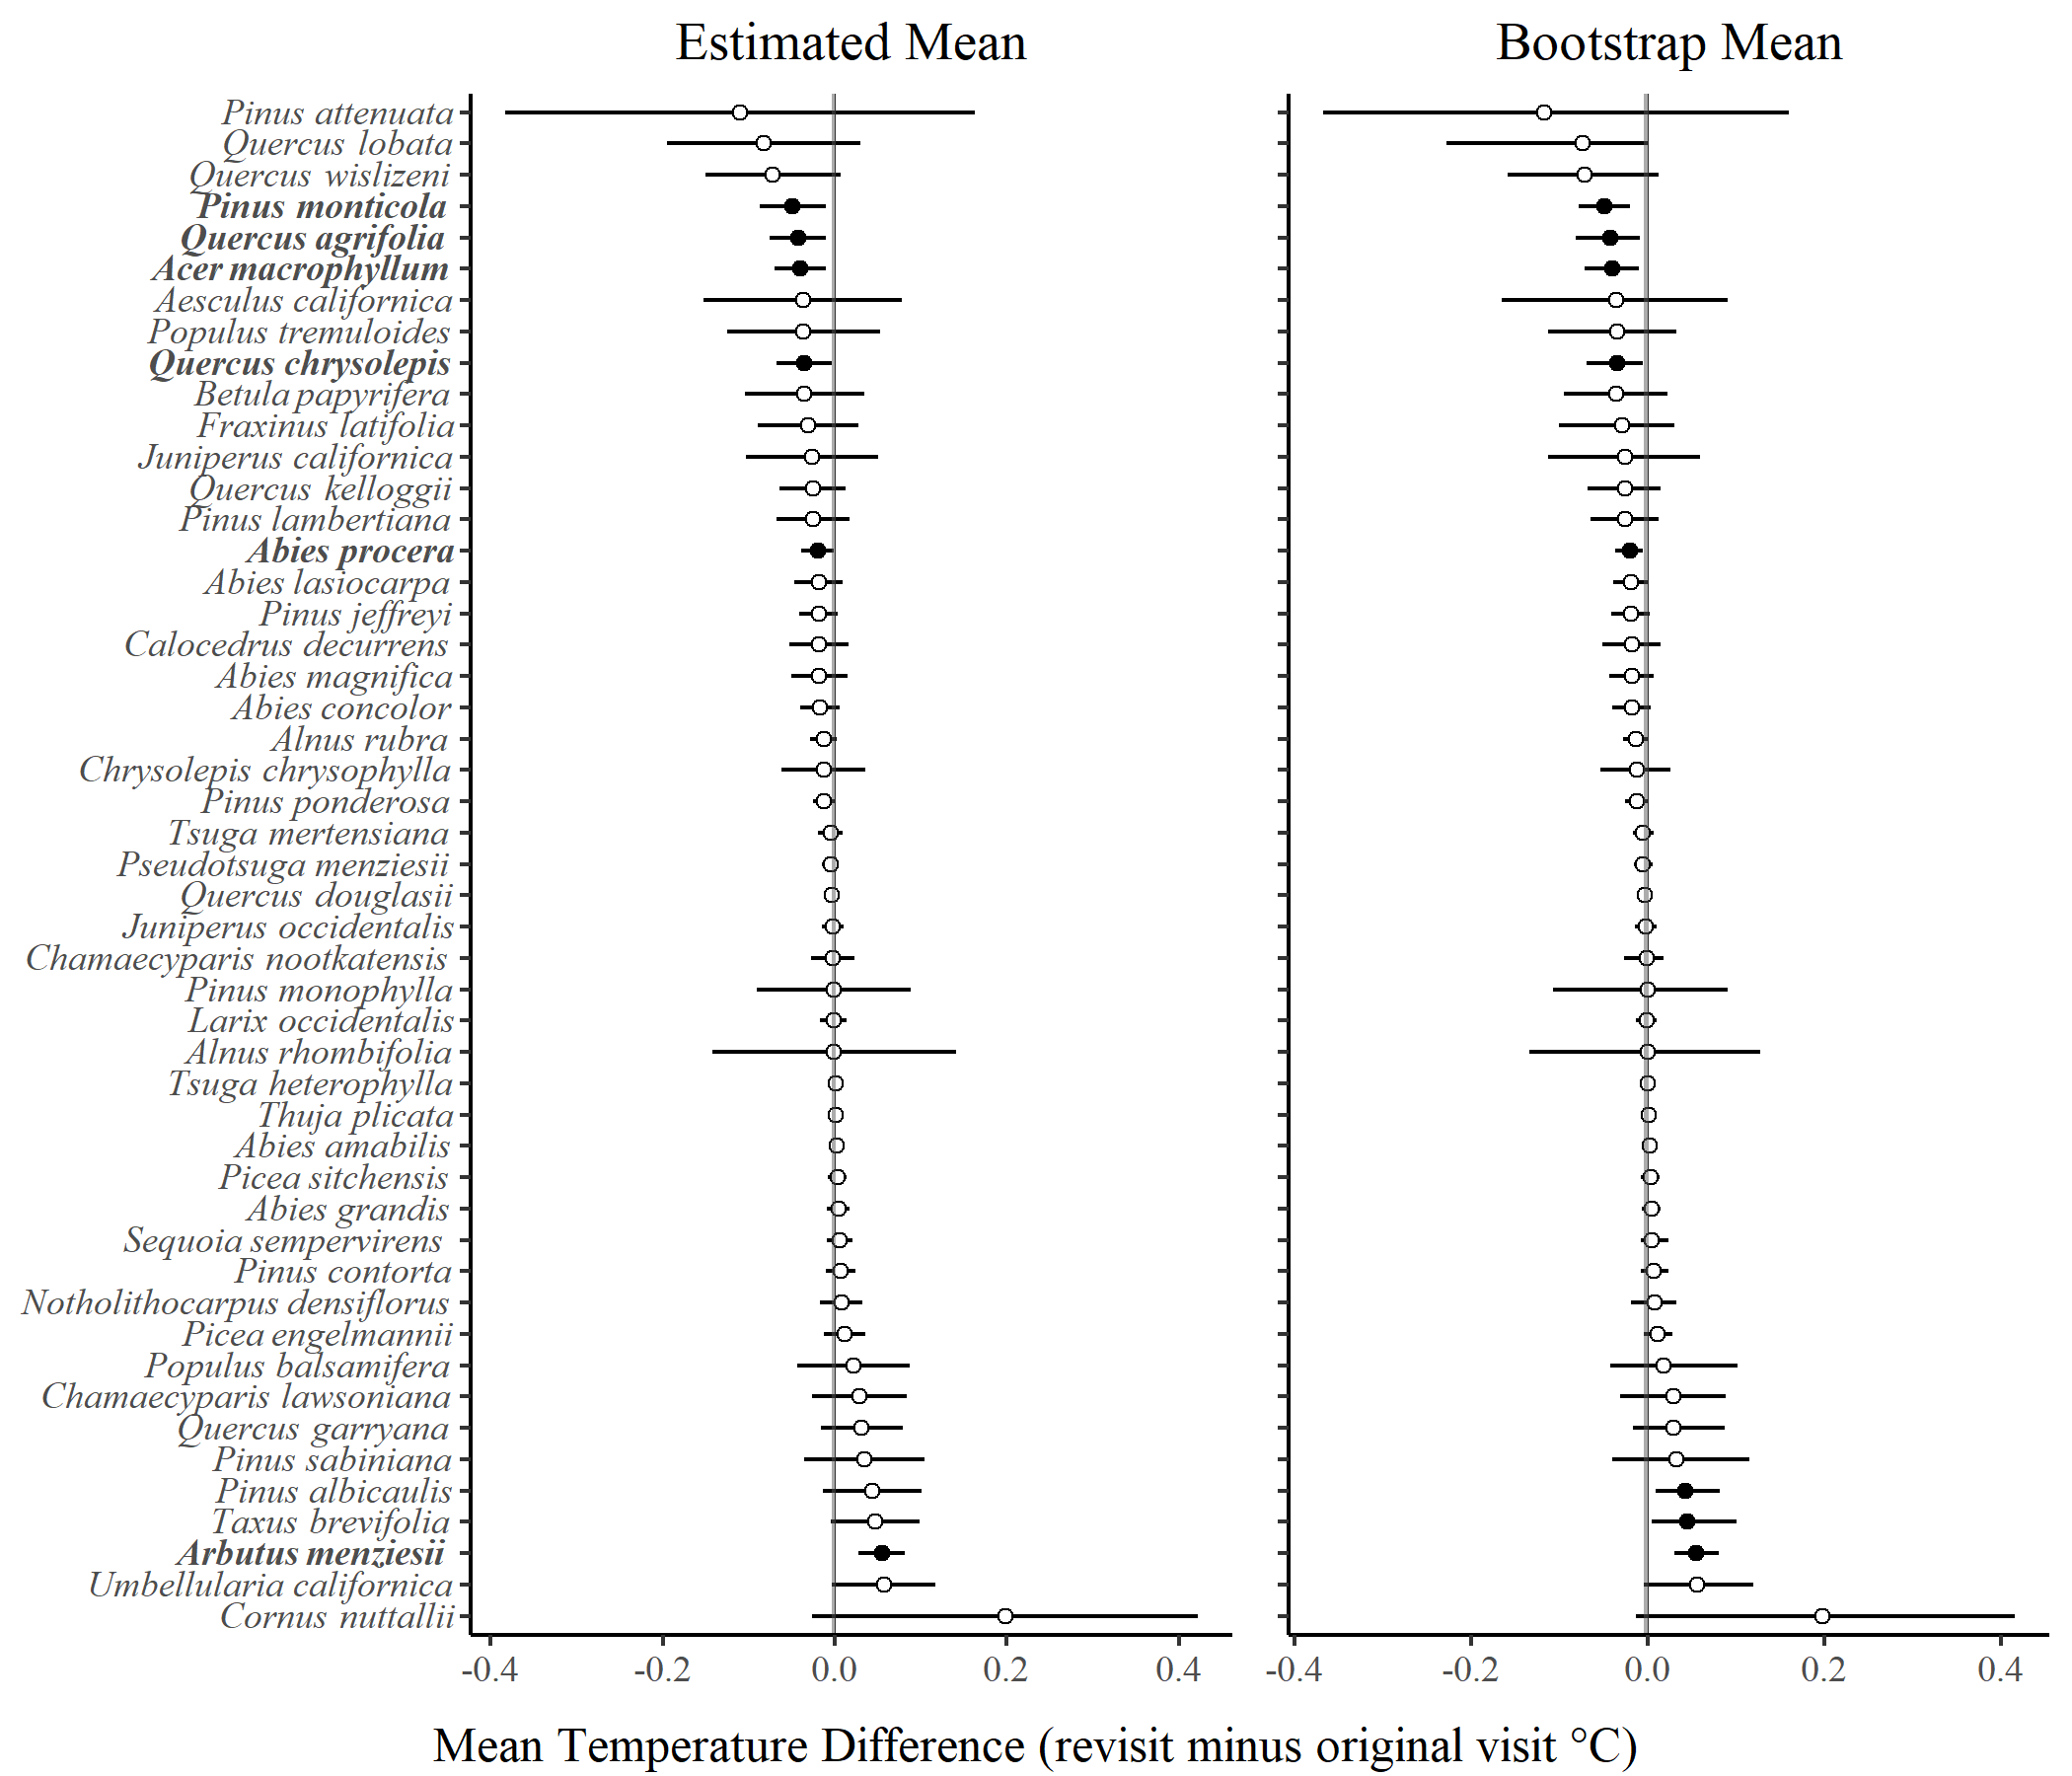 Estimated Mean
Bootstrap Mean
Pinus attenuata
Quercus lobata
Quercus wislizeni
Pinus monticola
Quercus agrifolia
Acer macrophyllum
Aesculus californica
Populus tremuloides
Quercus chrysolepis
Betula papyrifera
Fraxinus latifolia
Juniperus californica
Quercus kelloggii
Pinus lambertiana
Abies procera
Abies lasiocarpa
Pinus jeffreyi
Calocedrus decurrens
Abies magnifica
Abies concolor
Alnus rubra
Chrysolepis chrysophylla
Pinus ponderosa
Tsuga mertensiana
Pseudotsuga menziesii
Quercus douglasii
Juniperus occidentalis
Chamaecyparis nootkatensis
Pinus monophylla
Larix occidentalis
Alnus rhombifolia
Tsuga heterophylla
Thuja plicata
Abies amabilis
Picea sitchensis
Abies grandis
Sequoia sempervirens
Pinus contorta
Notholithocarpus densiflorus
Picea engelmannii
Populus balsamifera
Chamaecyparis lawsoniana
Quercus garryana
Pinus sabiniana
Pinus albicaulis
Taxus brevifolia
Arbutus menziesii
Umbellularia californica
Cornus nuttallii
-0.4 -0.2 0.0 0.2 0.4
-0.4 -0.2 0.0 0.2 0.4
Mean Temperature Difference (revisit minus original visit °C)